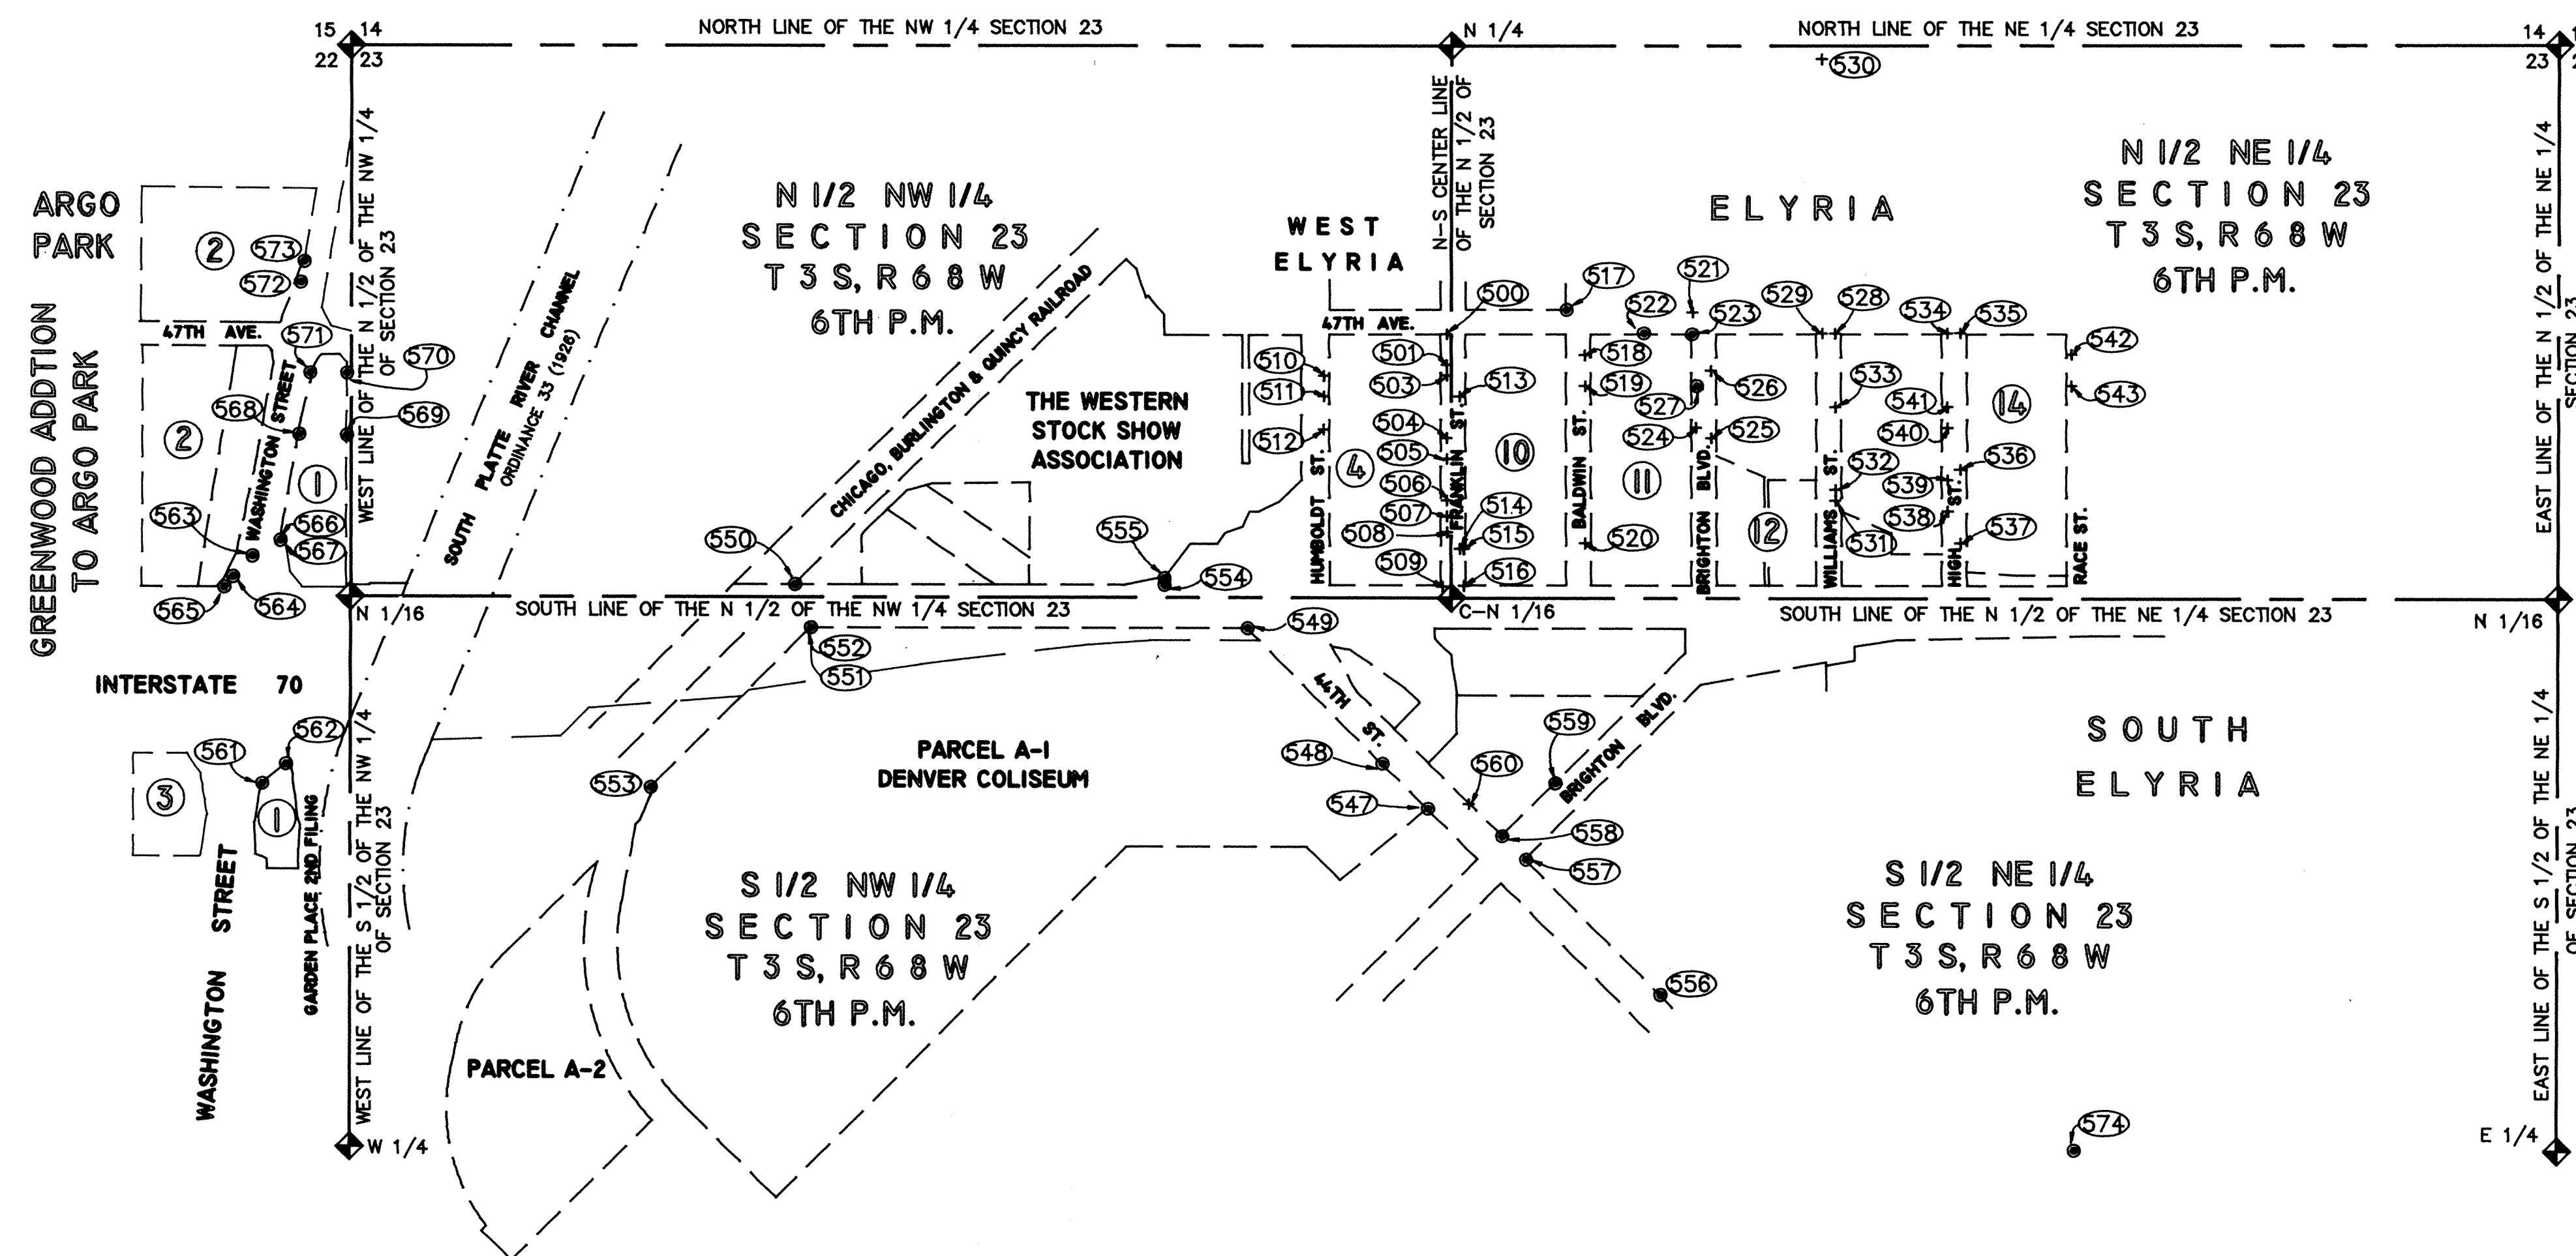 15 14
22 23
NORTH LINE OF THE NW 1/4 SECTION 23
N 1/4
NORTH LINE OF THE NE 1/4 SECTION 23
14
23
530
WEST LINE OF THE N 1/2 OF THE NW 1/4
OF SECTION 23
N-S CENTER LINE
OF THE N 1/2 OF
SECTION 23
EAST LINE OF THE N 1/2 OF THE NE 1/4
SECTION 23
ARGO
PARK
2
573
572
47TH AVE.
571
570
569
568
GREENWOOD ADDTION
TO ARGO PARK
2
WASHINGTON STREET
1
563
566
567
565
564
SOUTH PLATTE RIVER CHANNEL
ORDINANCE 33 (1926)
N 1/2 NW 1/4
SECTION 23
T 3 S, R 6 8 W
6TH P.M.
CHICAGO, BURLINGTON & QUINCY RAILROAD
THE WESTERN
STOCK SHOW
ASSOCIATION
550
555
554
WEST
ELYRIA
ELYRIA
N 1/2 NE 1/4
SECTION 23
T 3 S, R 6 8 W
6TH P.M.
47TH AVE.
500
517
522
521
523
529
528
534
535
542
543
510
511
512
501
503
504
505
506
507
508
509
513
514
515
516
518
519
520
527
524
526
525
533
532
531
541
540
539
538
536
537
4
10
11
12
14
HUMBOLDT ST.
FRANKLIN ST.
BALDWIN ST.
BRIGHTON BLVD.
WILLIAMS ST.
HIGH ST.
RACE ST.
N 1/16
SOUTH LINE OF THE N 1/2 OF THE NW 1/4 SECTION 23
C-N 1/16
SOUTH LINE OF THE N 1/2 OF THE NE 1/4 SECTION 23
N 1/16
INTERSTATE 70
562
561
3
1
WASHINGTON STREET
GARDEN PLACE 2ND FILING
WEST LINE OF THE S 1/2 OF THE NW 1/4
OF SECTION 23
W 1/4
552
551
549
553
PARCEL A-1
DENVER COLISEUM
44TH ST.
548
547
560
559
BRIGHTON BLVD.
558
557
556
S 1/2 NW 1/4
SECTION 23
T 3 S, R 6 8 W
6TH P.M.
PARCEL A-2
SOUTH
ELYRIA
S 1/2 NE 1/4
SECTION 23
T 3 S, R 6 8 W
6TH P.M.
574
E 1/4
EAST LINE OF THE S 1/2 OF THE NE 1/4
OF SECTION 23